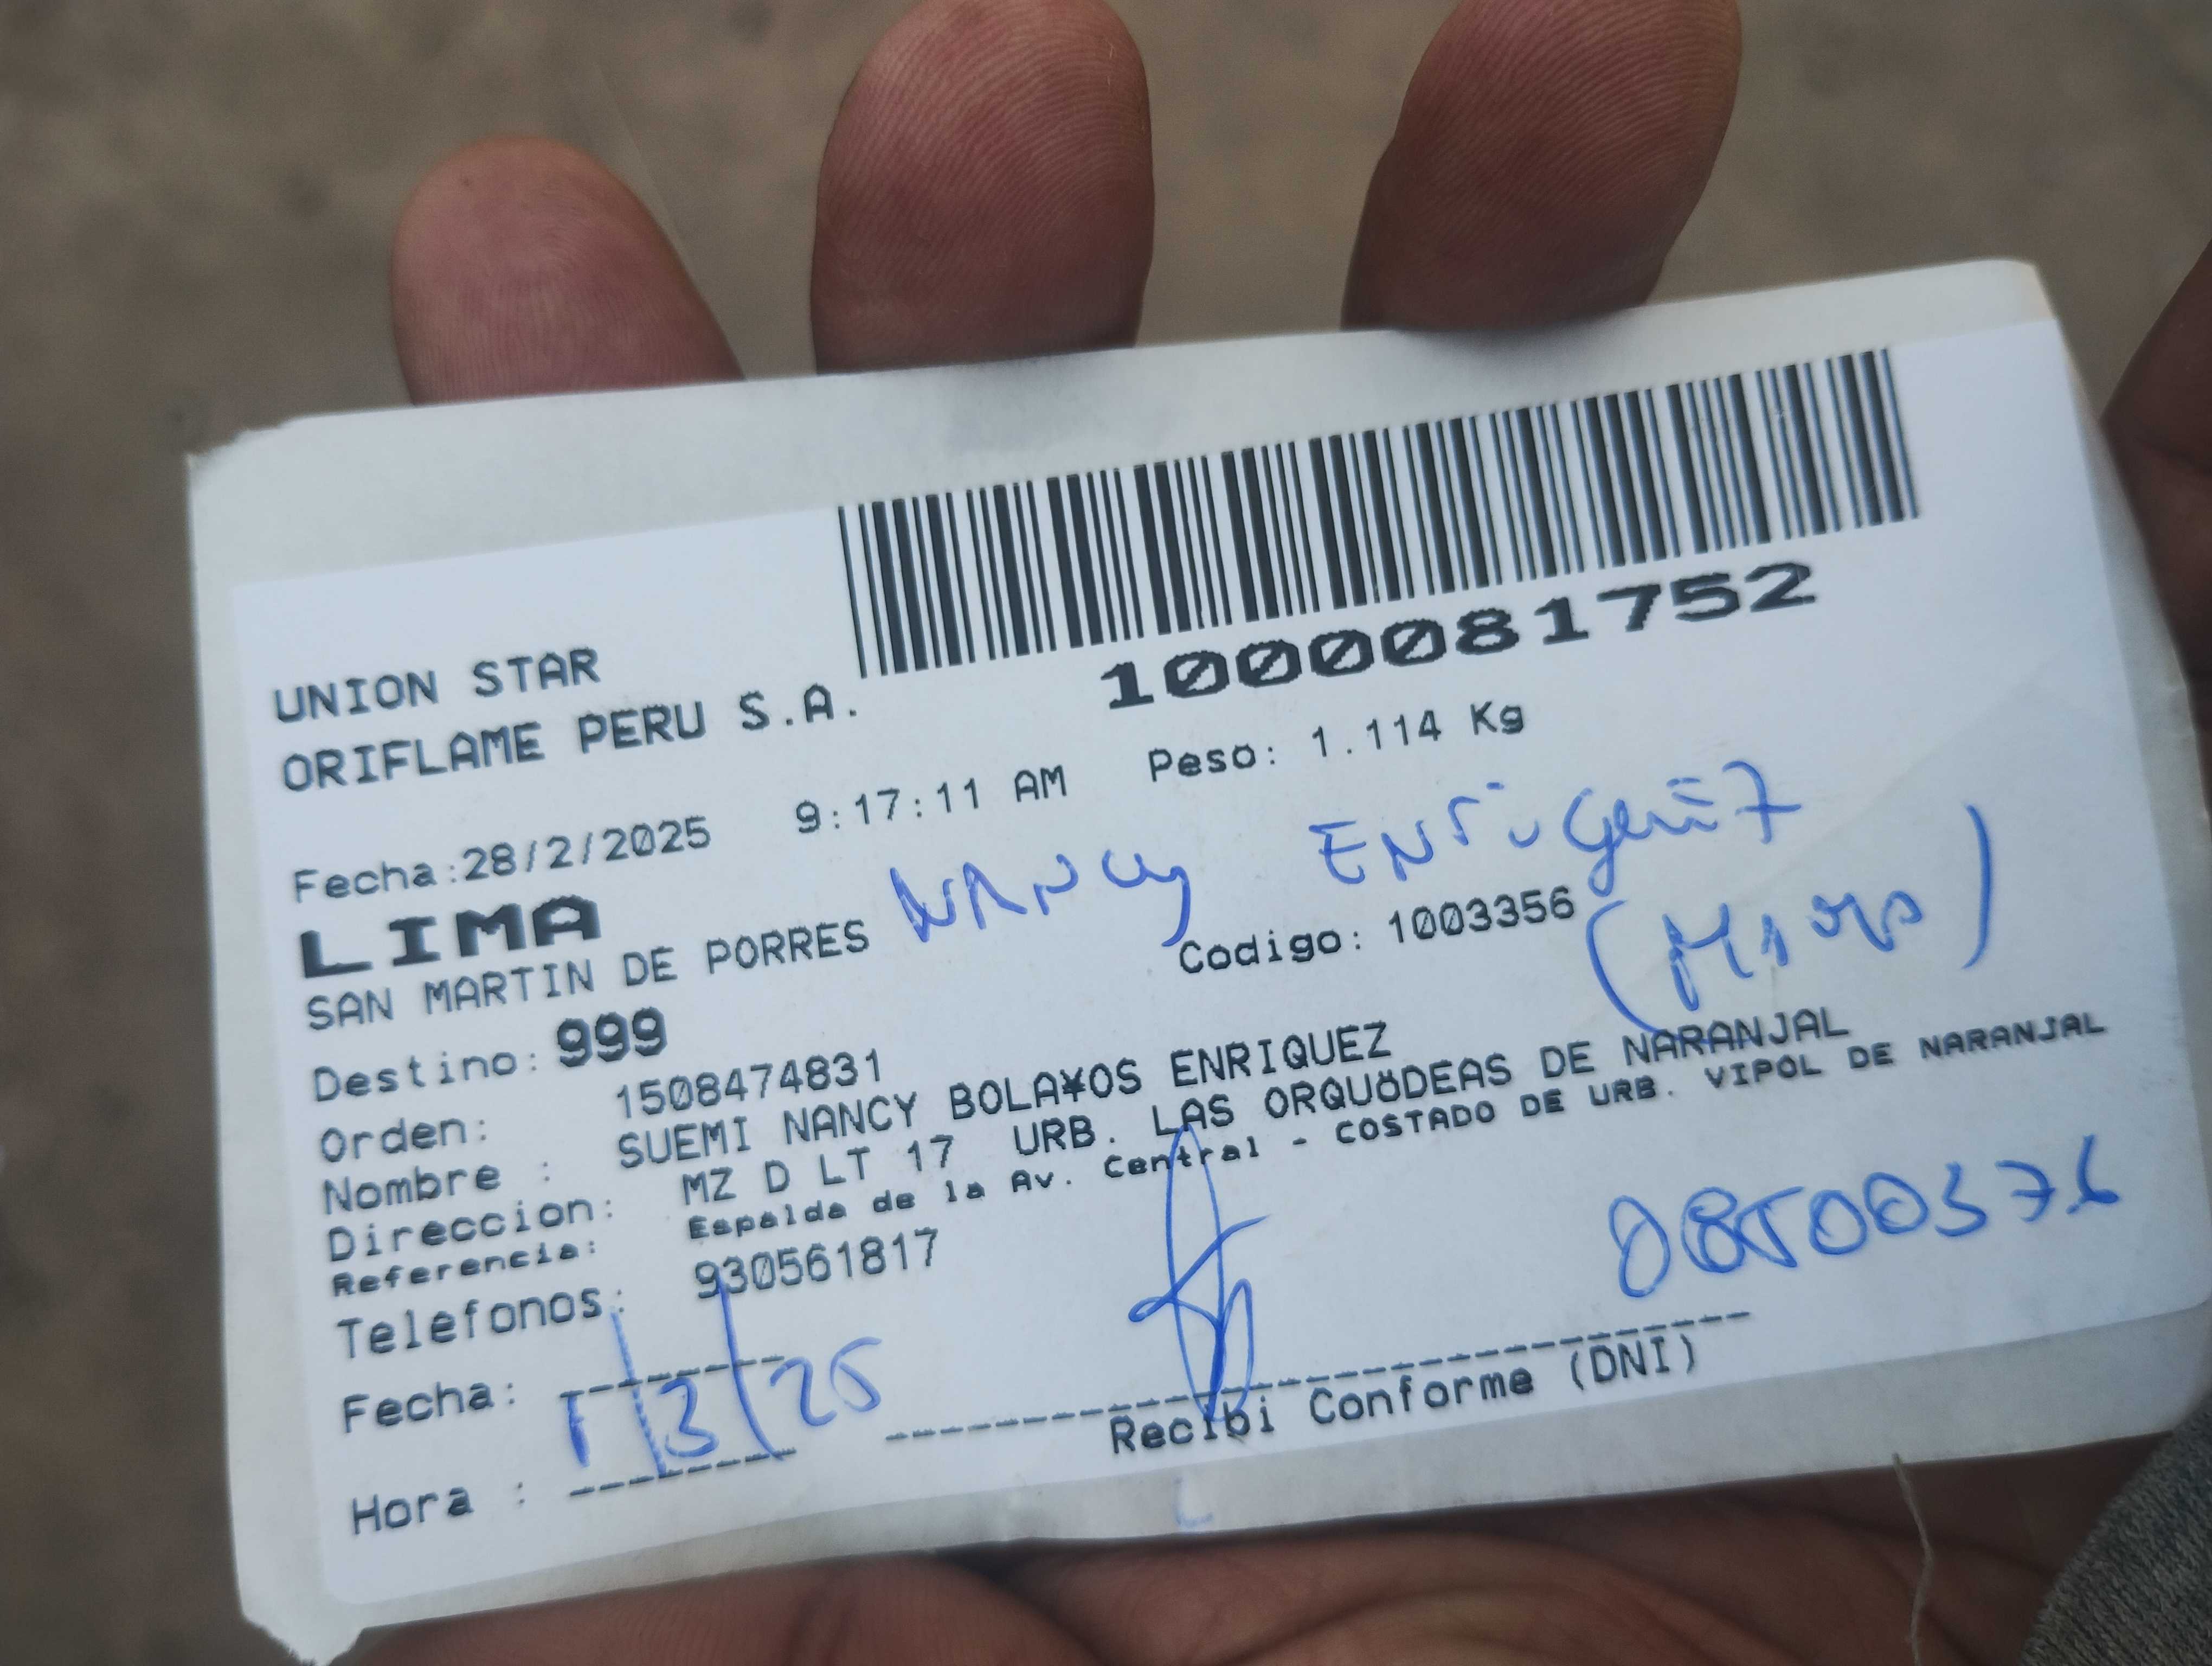 1000081752
UNION STAR
ORIFLAME PERU S.A.
Fecha:28/2/2025 9:17:11 AM Peso: 1.114 Kg
LIMA
SAN MARTIN DE PORRES NANCY
Codigo: 1003356
Destino: 999
Orden: 1508474831
Nombre : SUEMI NANCY BOLA¥OS ENRIQUEZ
Direccion: MZ D LT 17 URB. LAS ORQUÖDEAS DE NARANJAL
Referencia: Espalda de la Av. Central - COSTADO DE URB. VIPOL DE NARANJAL
Telefonos: 930561817
Fecha: 1/3/25
Recibi Conforme (DNI)
Hora :